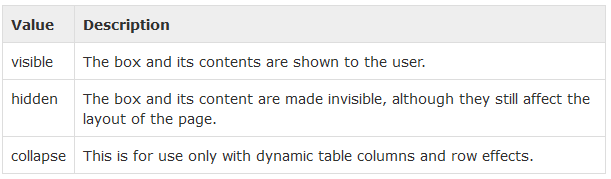 Value Description
visible The box and its contents are shown to the user.
hidden The box and its content are made invisible, although they still affect the
layout of the page.
collapse This is for use only with dynamic table columns and row effects.